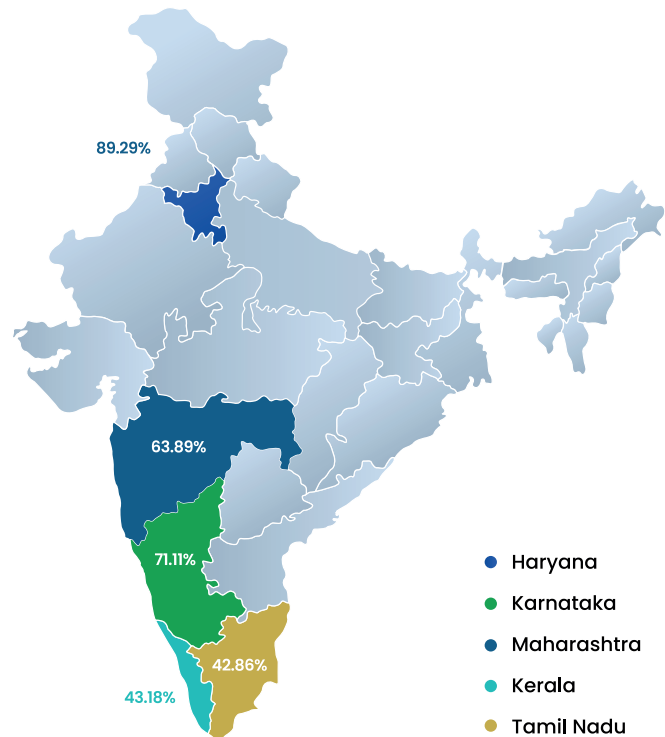 89.29%
63.89%
71.11%
Haryana
Karnataka
Maharashtra
42.86%
Kerala
43.18%
Tamil Nadu